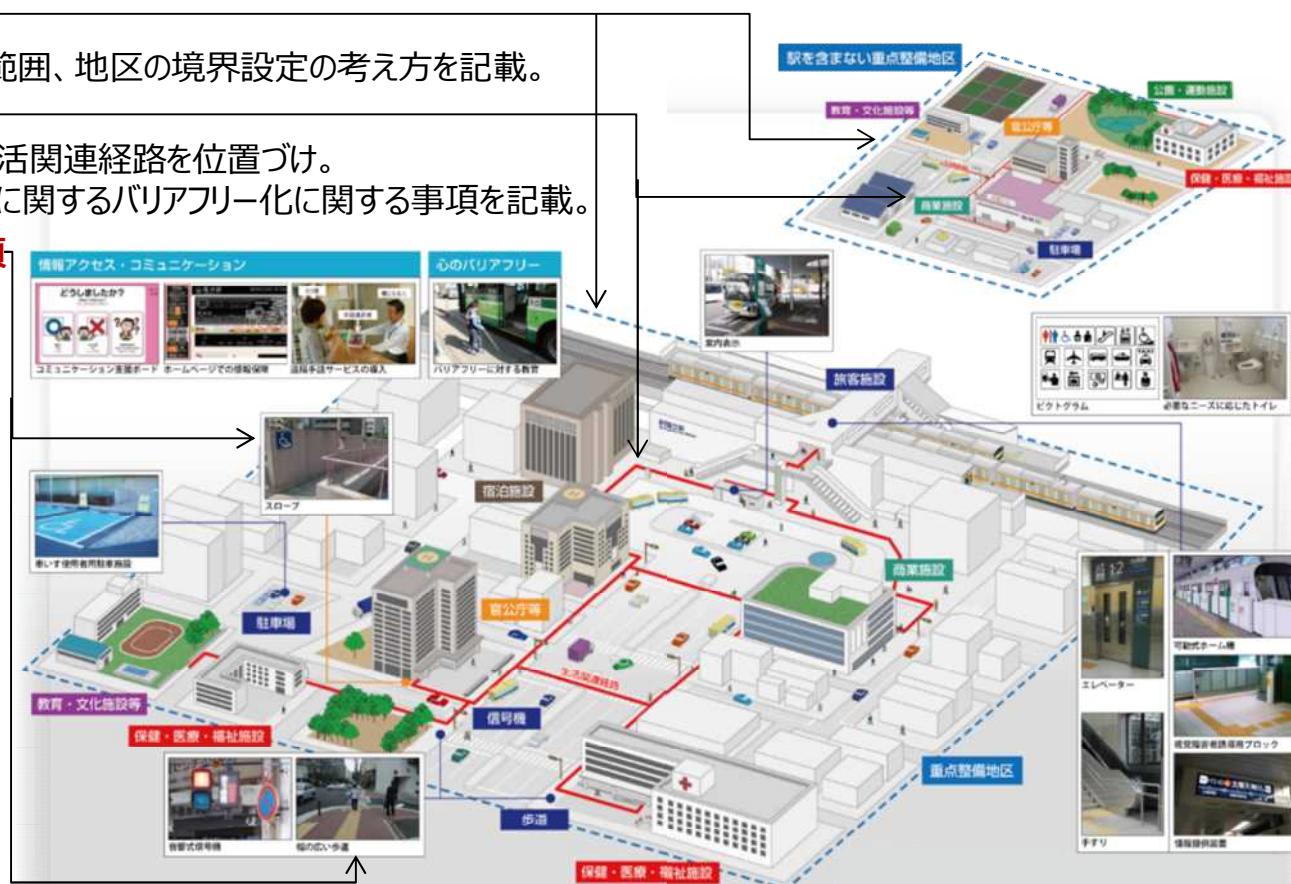 範囲、地区の境界設定の考え方を記載。
活関連経路を位置づけ。
に関するバリアフリー化に関する事項を記載。
項
駅を含まない重点整備地区
公園・運動施設
教育・文化施設等
官公庁等
保健・医療・福祉施設
商業施設
駐車場
情報アクセス・コミュニケーション
心のバリアフリー
どうしましたか?
コミュニケーション支援ボード
ホームページでの情報保障
遠隔手話サービスの導入
バリアフリーに対する教育
案内表示
旅客施設
ピクトグラム
必要なニーズに応じたトイレ
スロープ
宿泊施設
車いす使用者用駐車施設
商業施設
官公庁等
駐車場
生活関連経路
可動式ホーム柵
エレベーター
教育・文化施設等
信号機
保健・医療・福祉施設
視覚障害者誘導用ブロック
重点整備地区
歩道
音響式信号機
幅の広い歩道
手すり
情報提供装置
保健・医療・福祉施設